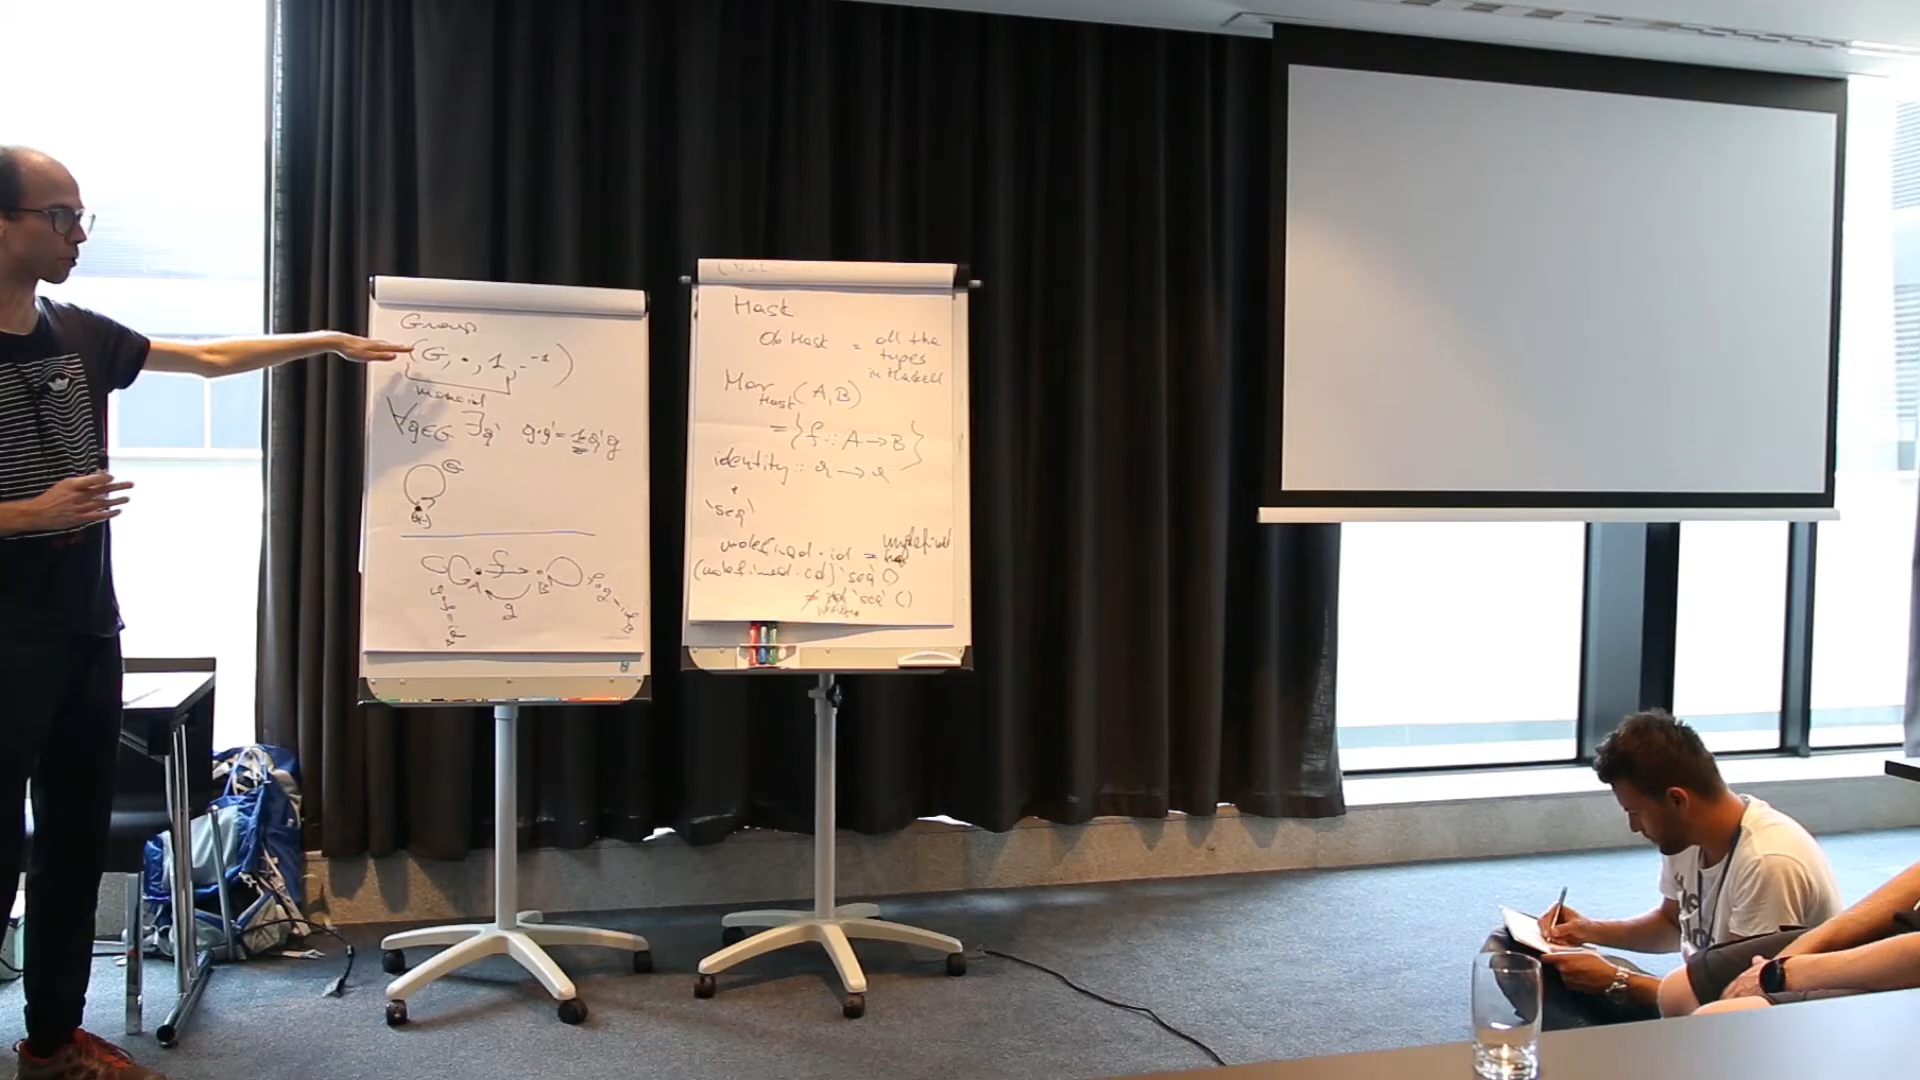 Group
(G, ·, 1, ⁻¹)
monoid
∀g∈G ∃g' g·g'=1=g'g
G
f
A B
g
Hask
Ob Hask = all the
types
in Haskell
Mor Hask (A,B)
= {f :: A → B}
identity :: a → a
`seq`
undefined . id = undefined
(undefined . id) `seq` ()
≠ `seq` ()